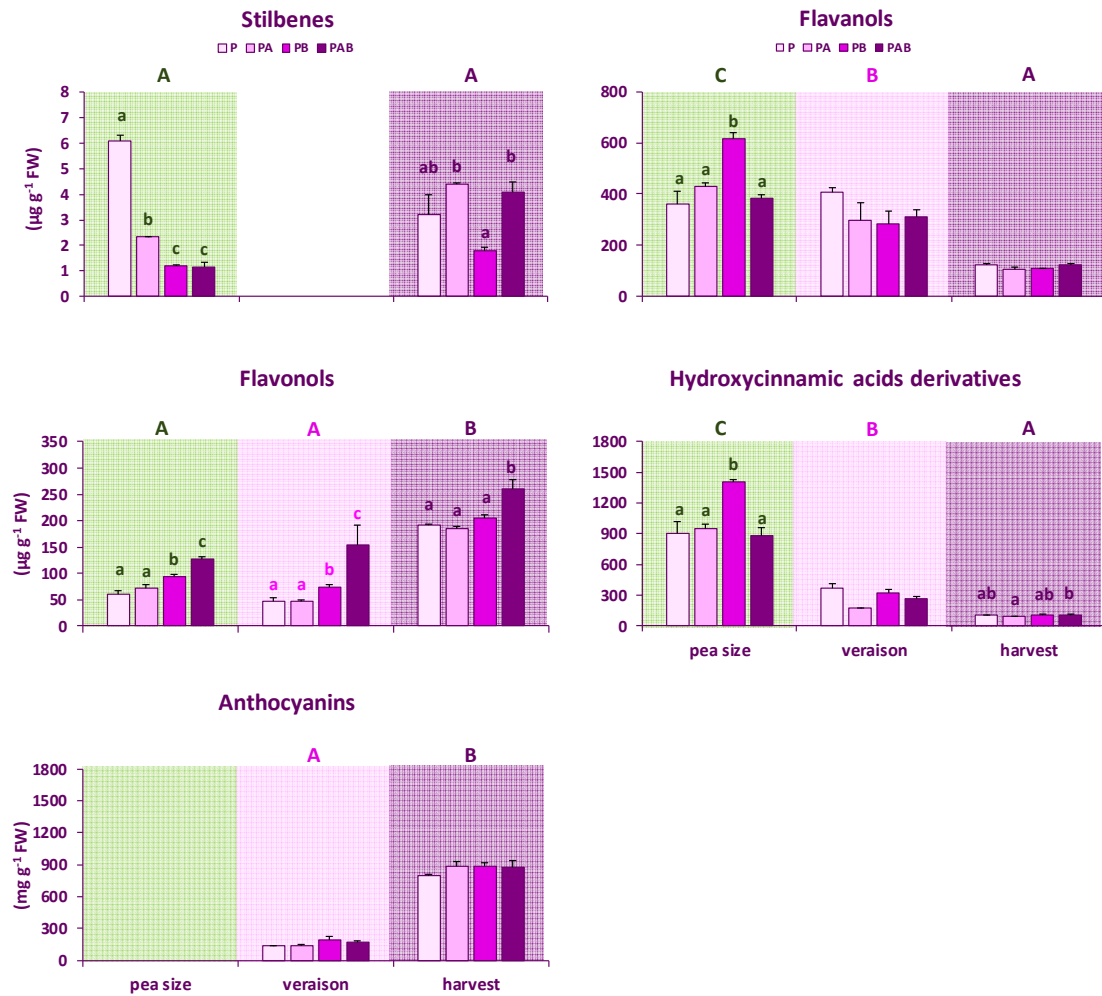 Stilbenes
P PA PB PAB
A A
(µg g-1 FW)
8
7
6
5
4
3
2
1
0
a b c c
ab b a b
Flavanols
P PA PB PAB
C B A
800
600
400
200
0
a a b a
Flavonols
A A B
(µg g-1 FW)
350
300
250
200
150
100
50
0
a a b c
a a b c
a a a b
Hydroxycinnamic acids derivatives
C B A
1800
1500
1200
900
600
300
0
a a b a
ab a ab b
pea size veraison harvest
Anthocyanins
A B
(mg g-1 FW)
1800
1500
1200
900
600
300
0
pea size veraison harvest